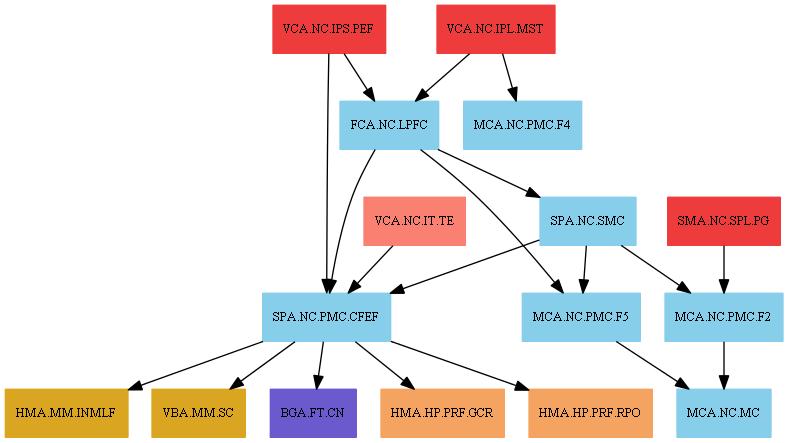 VCA.NC.IPS.PEF
VCA.NC.IPL.MST
FCA.NC.LPFC
MCA.NC.PMC.F4
VCA.NC.IT.TE
SPA.NC.SMC
SMA.NC.SPL.PG
SPA.NC.PMC.CFEF
MCA.NC.PMC.F5
MCA.NC.PMC.F2
HMA.MM.INMLF
VBA.MM.SC
BGA.FT.CN
HMA.HP.PRF.GCR
HMA.HP.PRF.RPO
MCA.NC.MC